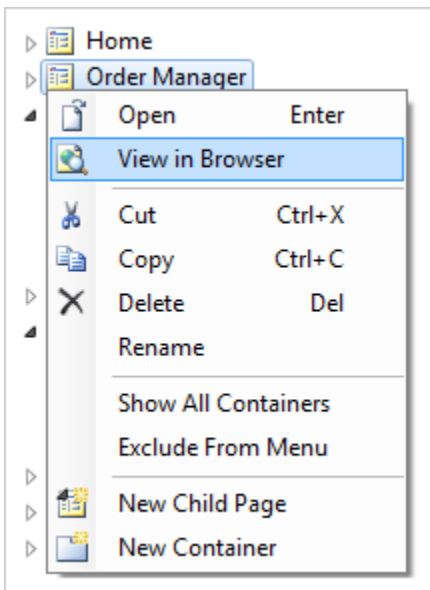 Home
Order Manager
Open Enter
View in Browser
Cut Ctrl+X
Copy Ctrl+C
Delete Del
Rename
Show All Containers
Exclude From Menu
New Child Page
New Container